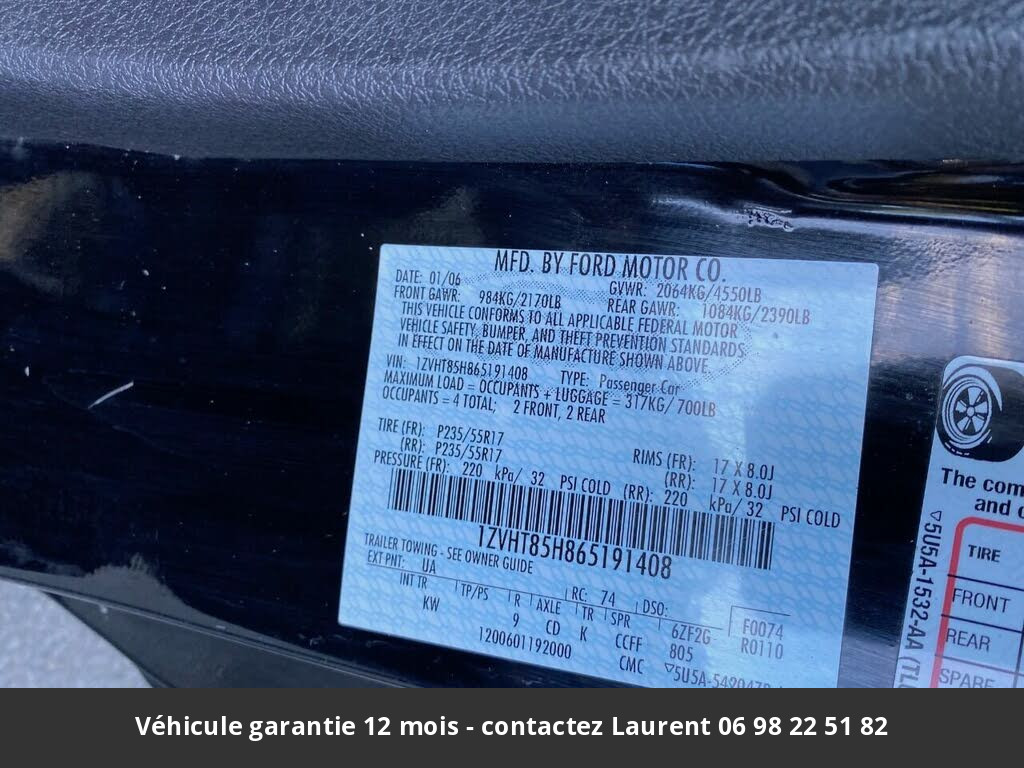 MFD. BY FORD MOTOR CO.
DATE: 01/06 GVWR: 2064KG/4550LB
FRONT GAWR: 984KG/2170LB REAR GAWR: 1084KG/2390LB
THIS VEHICLE CONFORMS TO ALL APPLICABLE FEDERAL MOTOR
VEHICLE SAFETY, BUMPER, AND THEFT PREVENTION STANDARDS
IN EFFECT ON THE DATE OF MANUFACTURE SHOWN ABOVE.
VIN: 1ZVHT85H865191408 TYPE: Passenger Car
MAXIMUM LOAD = OCCUPANTS + LUGGAGE = 317KG/ 700LB
OCCUPANTS = 4 TOTAL; 2 FRONT, 2 REAR
TIRE (FR): P235/55R17 RIMS (FR): 17 X 8.0J
(RR): P235/55R17 (RR): 17 X 8.0J
PRESSURE (FR): 220 kPa/ 32 PSI COLD (RR): 220 kPa/ 32 PSI COLD
1ZVHT85H865191408
TRAILER TOWING - SEE OWNER GUIDE
EXT PNT: UA RC: 74 DSO:
INT TR TP/PS R AXLE TR SPR 6ZF2G F0074
KW 9 CD K CCFF 805 R0110
1200601192000 CMC
The com
and
5U5A-1532-AA
TIRE
FRONT
REAR
SPARE
Véhicule garantie 12 mois - contactez Laurent 06 98 22 51 82